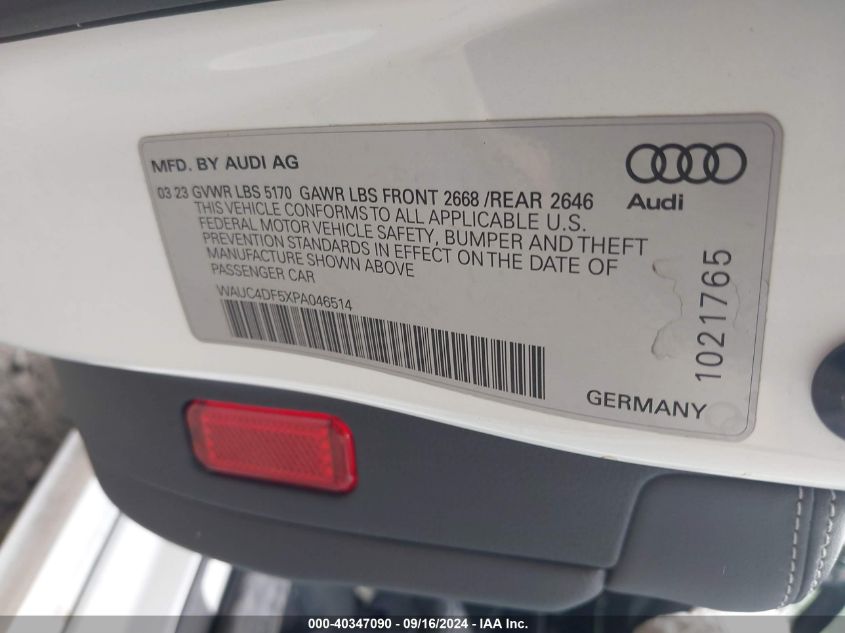 MFD. BY AUDI AG
Audi
03 23 GVWR LBS 5170 GAWR LBS FRONT 2668 /REAR 2646
THIS VEHICLE CONFORMS TO ALL APPLICABLE U.S.
FEDERAL MOTOR VEHICLE SAFETY, BUMPER AND THEFT
PREVENTION STANDARDS IN EFFECT ON THE DATE OF
MANUFACTURE SHOWN ABOVE
PASSENGER CAR
WAUC4DF5XPA046514
1021765
GERMANY
000-40347090 - 09/16/2024 - IAA Inc.